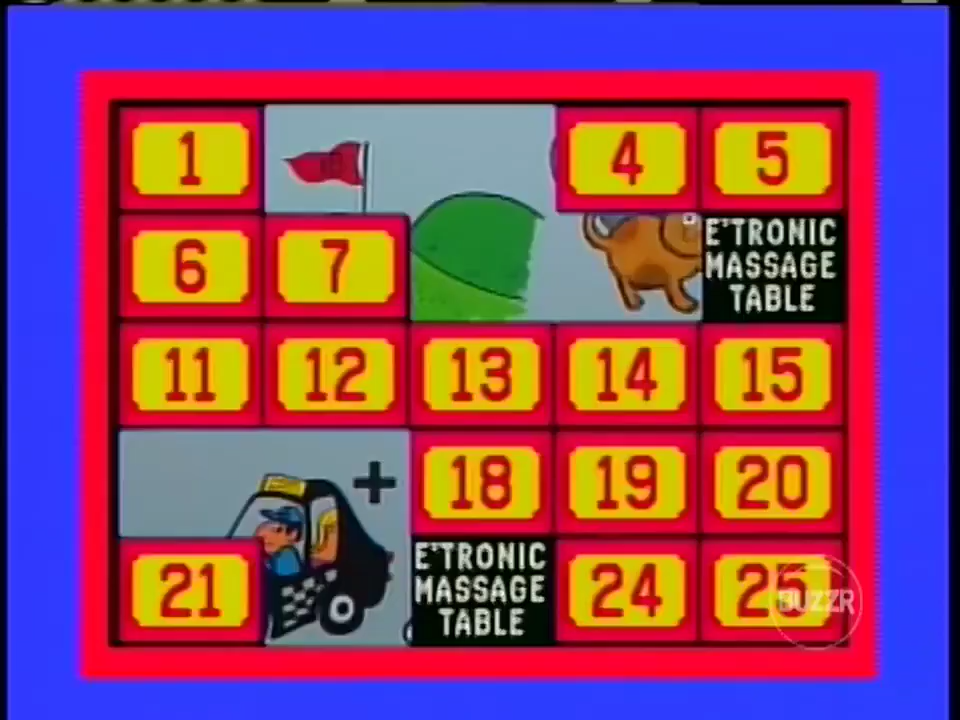 1
4
5
6
7
E'TRONIC
MASSAGE
TABLE
11
12
13
14
15
+
18
19
20
21
E'TRONIC
MASSAGE
TABLE
24
25
BUZZR